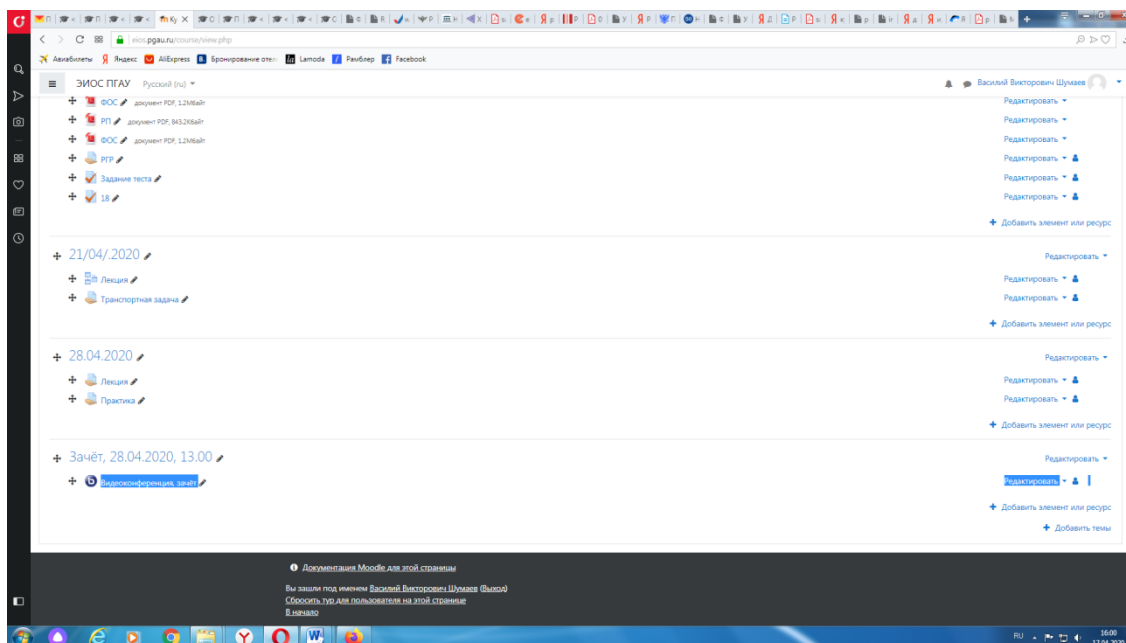 eios.pgau.ru/course/view.php
Авиабилеты Яндекс AliExpress Бронирование отел Lamoda Рамблер Facebook
ЭИОС ПГАУ Русский (ru) Василий Викторович Шумаев
ФОС документ PDF, 1.2Мбайт Редактировать
РП документ PDF, 843.2Кбайт Редактировать
ФОС документ PDF, 1.2Мбайт Редактировать
РГР Редактировать
Задание теста Редактировать
18 Редактировать
Добавить элемент или ресурс
21/04/.2020 Редактировать
Лекция Редактировать
Транспортная задача Редактировать
Добавить элемент или ресурс
28.04.2020 Редактировать
Лекция Редактировать
Практика Редактировать
Добавить элемент или ресурс
Зачёт, 28.04.2020, 13.00 Редактировать
Видеоконференция, зачёт Редактировать
Добавить элемент или ресурс
Добавить темы
Документация Moodle для этой страницы
Вы зашли под именем Василий Викторович Шумаев (Выход)
Сбросить тур для пользователя на этой странице
В начало
RU 16:00
17.04.2020